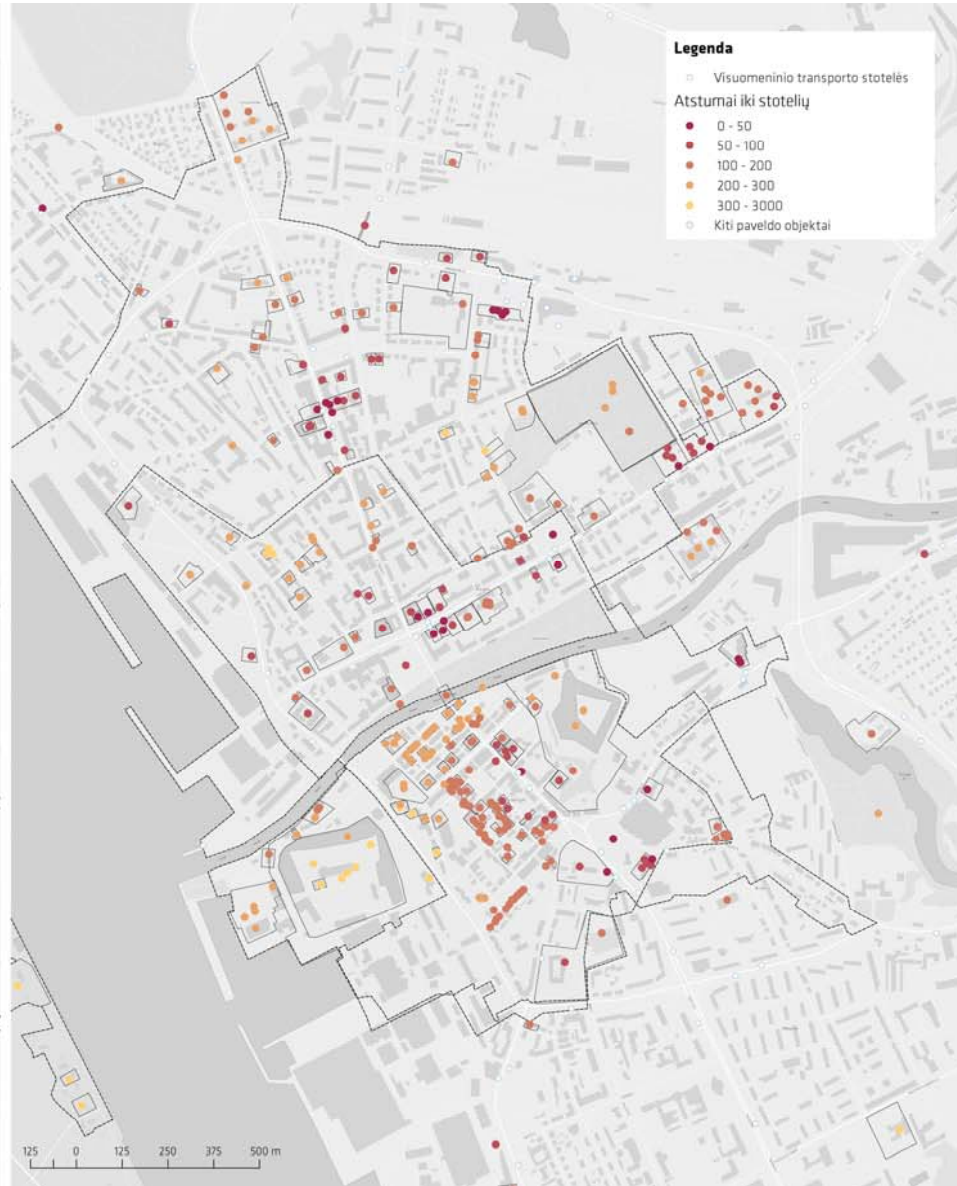 Legenda
Visuomeninio transporto stotelės
Atstumai iki stotelių
0 - 50
50 - 100
100 - 200
200 - 300
300 - 3000
Kiti paveldo objektai
125 0 125 250 375 500 m